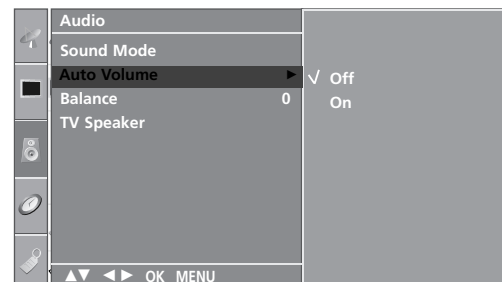 Audio
Sound Mode
Auto Volume ►
Balance 0
TV Speaker
√ Off
On
▲▼ ◄► OK MENU